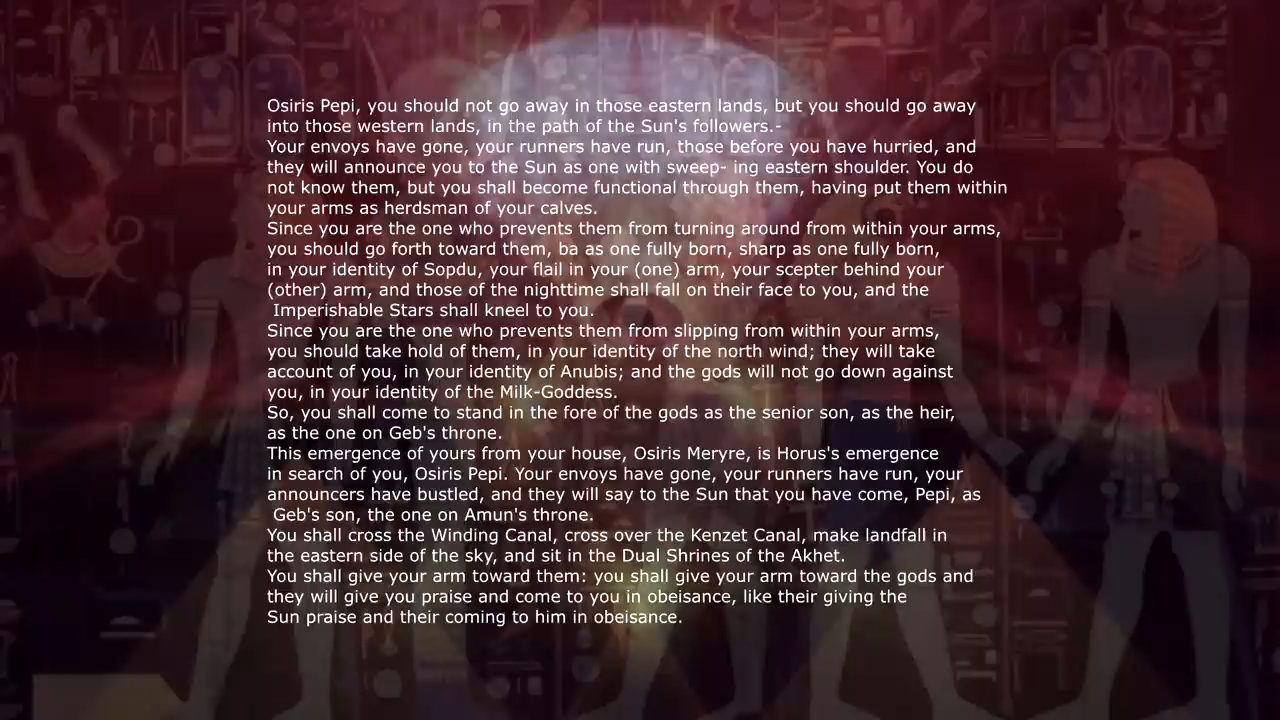 Osiris Pepi, you should not go away in those eastern lands, but you should go away
into those western lands, in the path of the Sun's followers.-
Your envoys have gone, your runners have run, those before you have hurried, and
they will announce you to the Sun as one with sweep- ing eastern shoulder. You do
not know them, but you shall become functional through them, having put them within
your arms as herdsman of your calves.
Since you are the one who prevents them from turning around from within your arms,
you should go forth toward them, ba as one fully born, sharp as one fully born,
in your identity of Sopdu, your flail in your (one) arm, your scepter behind your
(other) arm, and those of the nighttime shall fall on their face to you, and the
Imperishable Stars shall kneel to you.
Since you are the one who prevents them from slipping from within your arms,
you should take hold of them, in your identity of the north wind; they will take
account of you, in your identity of Anubis; and the gods will not go down against
you, in your identity of the Milk-Goddess.
So, you shall come to stand in the fore of the gods as the senior son, as the heir,
as the one on Geb's throne.
This emergence of yours from your house, Osiris Meryre, is Horus's emergence
in search of you, Osiris Pepi. Your envoys have gone, your runners have run, your
announcers have bustled, and they will say to the Sun that you have come, Pepi, as
Geb's son, the one on Amun's throne.
You shall cross the Winding Canal, cross over the Kenzet Canal, make landfall in
the eastern side of the sky, and sit in the Dual Shrines of the Akhet.
You shall give your arm toward them: you shall give your arm toward the gods and
they will give you praise and come to you in obeisance, like their giving the
Sun praise and their coming to him in obeisance.